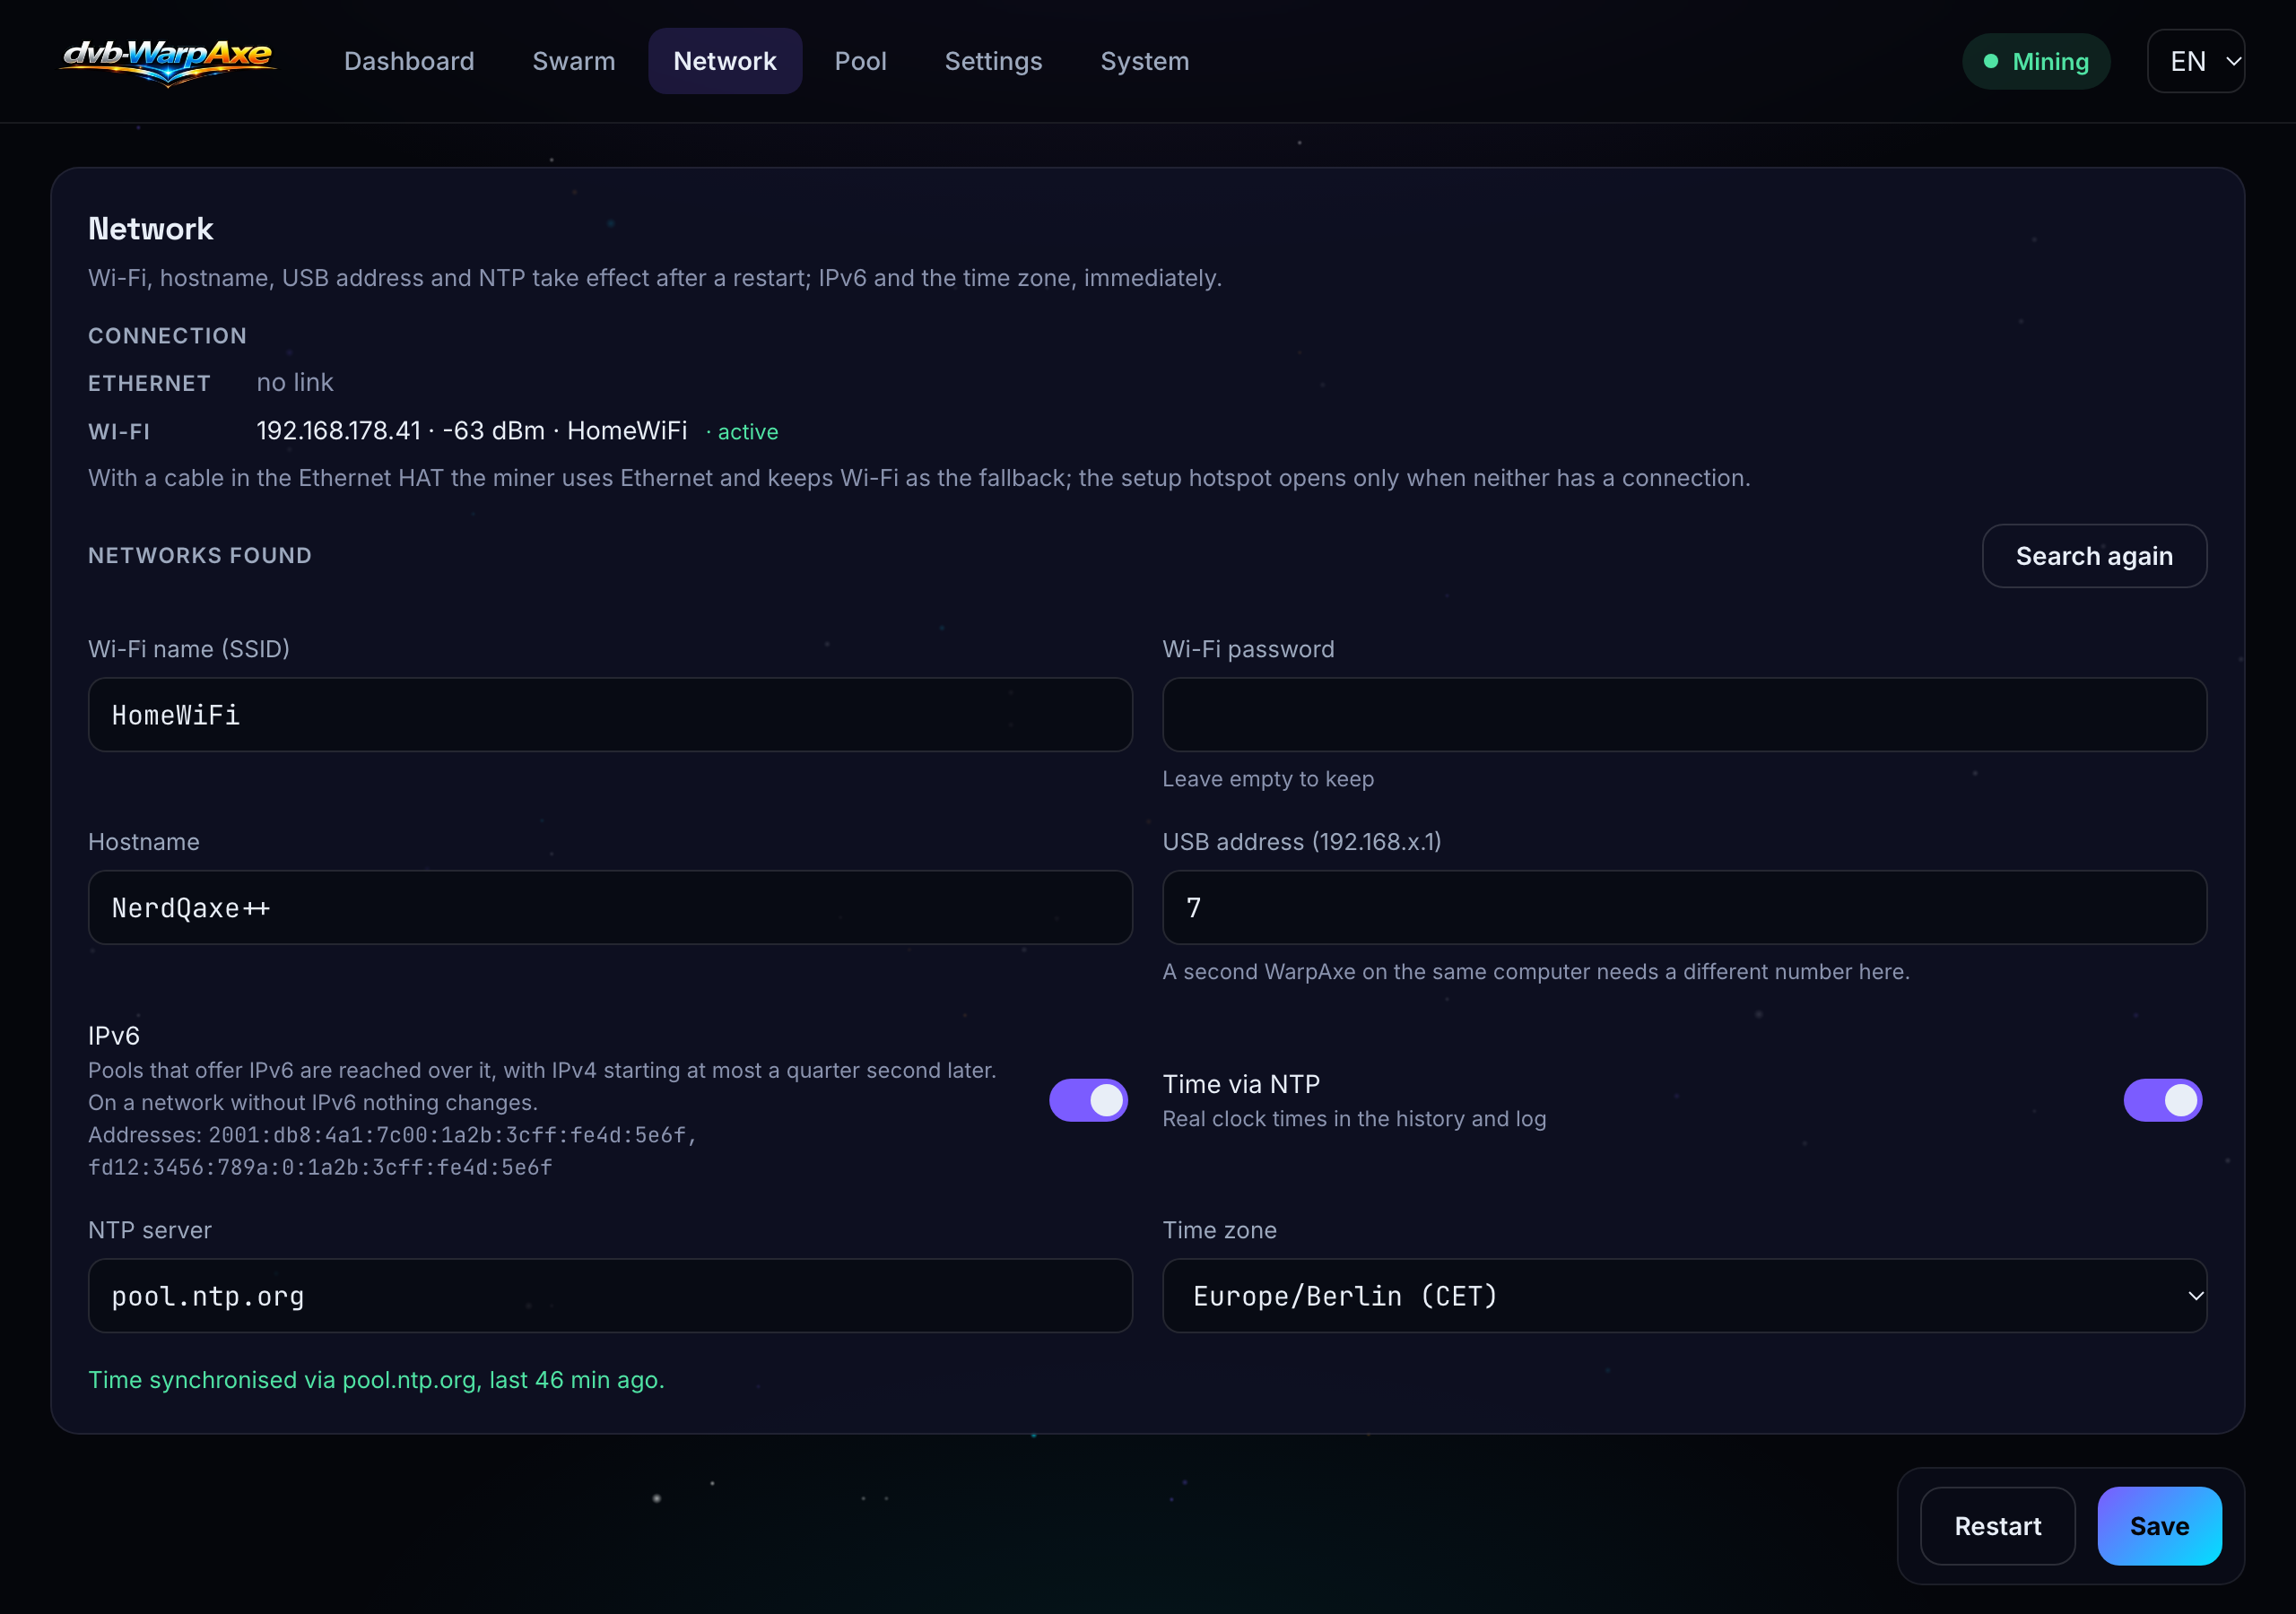 dvb-WarpAxe
Dashboard
Swarm
Network
Pool
Settings
System
Mining
EN
Network
Wi-Fi, hostname, USB address and NTP take effect after a restart; IPv6 and the time zone, immediately.
CONNECTION
ETHERNET no link
WI-FI 192.168.178.41 · -63 dBm · HomeWiFi · active
With a cable in the Ethernet HAT the miner uses Ethernet and keeps Wi-Fi as the fallback; the setup hotspot opens only when neither has a connection.
NETWORKS FOUND
Search again
Wi-Fi name (SSID)
HomeWiFi
Wi-Fi password
Leave empty to keep
Hostname
NerdQaxe++
USB address (192.168.x.1)
7
A second WarpAxe on the same computer needs a different number here.
IPv6
Pools that offer IPv6 are reached over it, with IPv4 starting at most a quarter second later.
On a network without IPv6 nothing changes.
Addresses: 2001:db8:4a1:7c00:1a2b:3cff:fe4d:5e6f,
fd12:3456:789a:0:1a2b:3cff:fe4d:5e6f
Time via NTP
Real clock times in the history and log
NTP server
pool.ntp.org
Time zone
Europe/Berlin (CET)
Time synchronised via pool.ntp.org, last 46 min ago.
Restart
Save